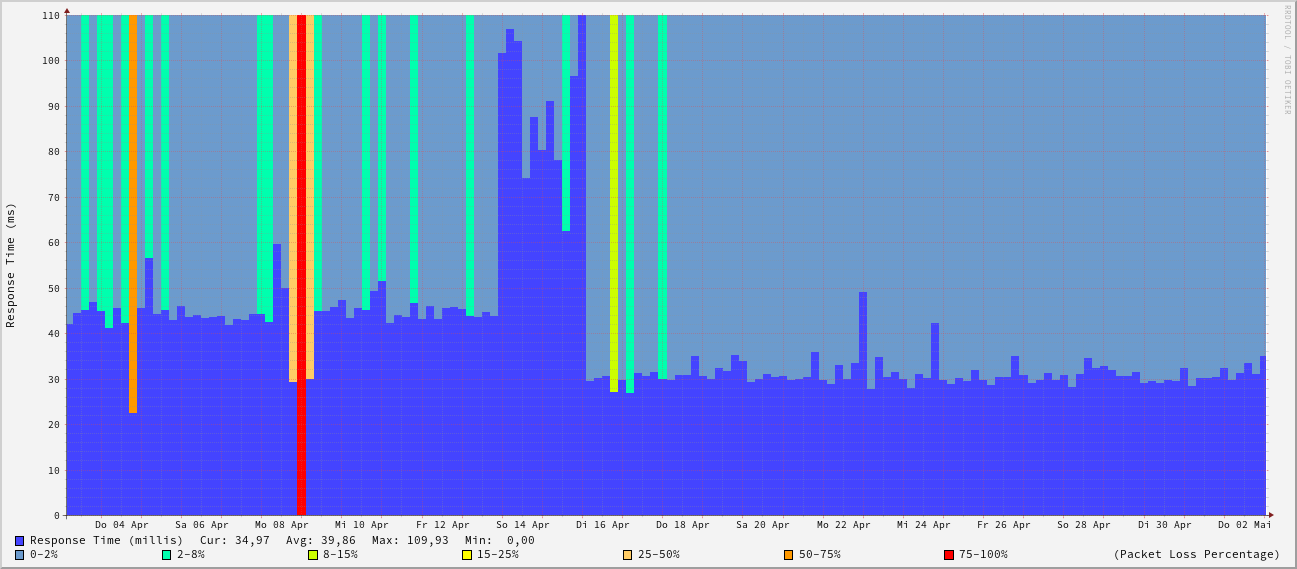 RRDTOOL / TOBI OETIKER
Response Time (ms)
110
100
90
80
70
60
50
40
30
20
10
0
Do 04 Apr Sa 06 Apr Mo 08 Apr Mi 10 Apr Fr 12 Apr So 14 Apr Di 16 Apr Do 18 Apr Sa 20 Apr Mo 22 Apr Mi 24 Apr Fr 26 Apr So 28 Apr Di 30 Apr Do 02 Mai
Response Time (millis) Cur: 34,97 Avg: 39,86 Max: 109,93 Min: 0,00
0-2% 2-8% 8-15% 15-25% 25-50% 50-75% 75-100% (Packet Loss Percentage)